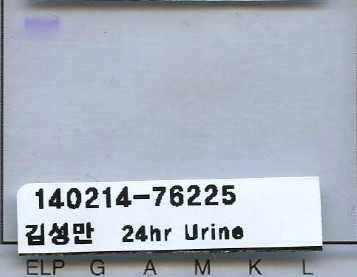 140214-76225
김성만 24hr Urine
ELP G A M K L